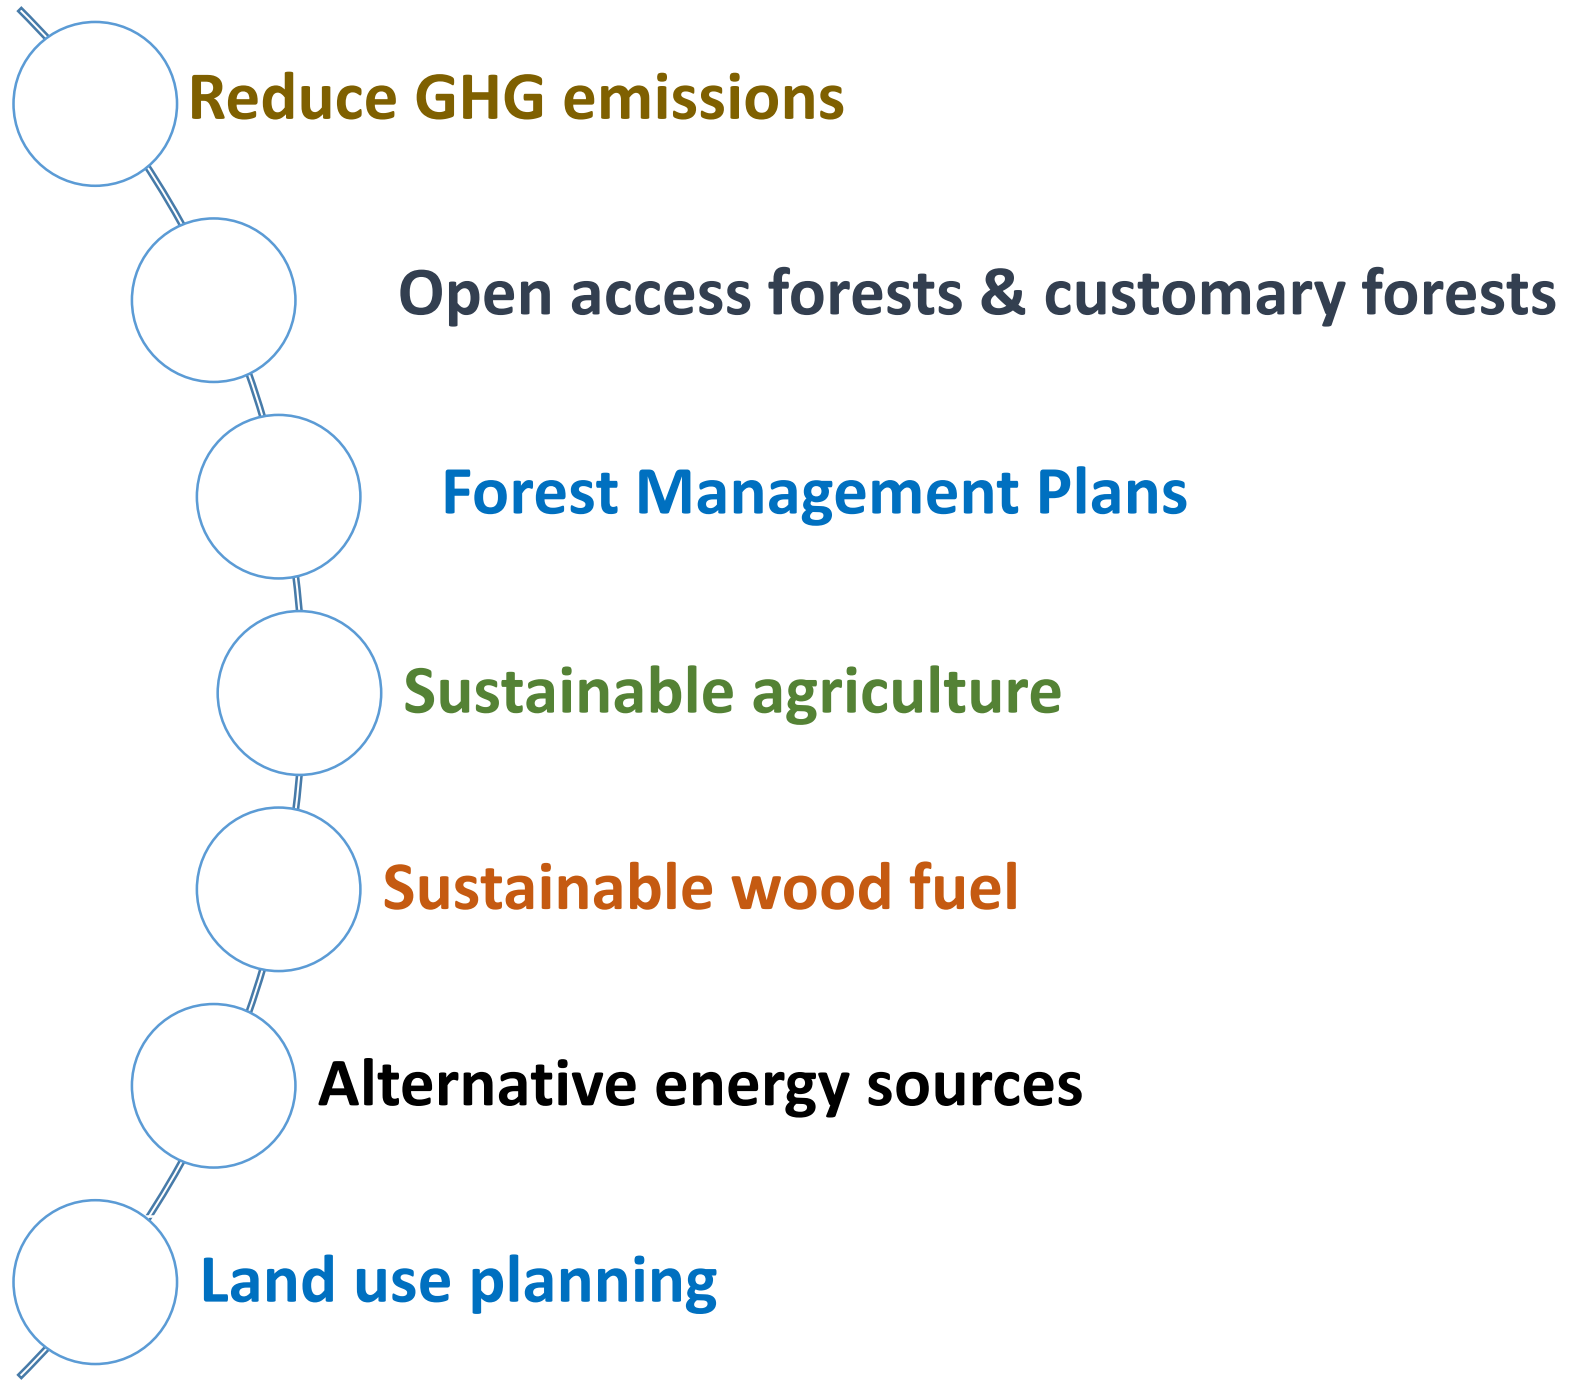 Reduce GHG emissions
Open access forests & customary forests
Forest Management Plans
Sustainable agriculture
Sustainable wood fuel
Alternative energy sources
Land use planning